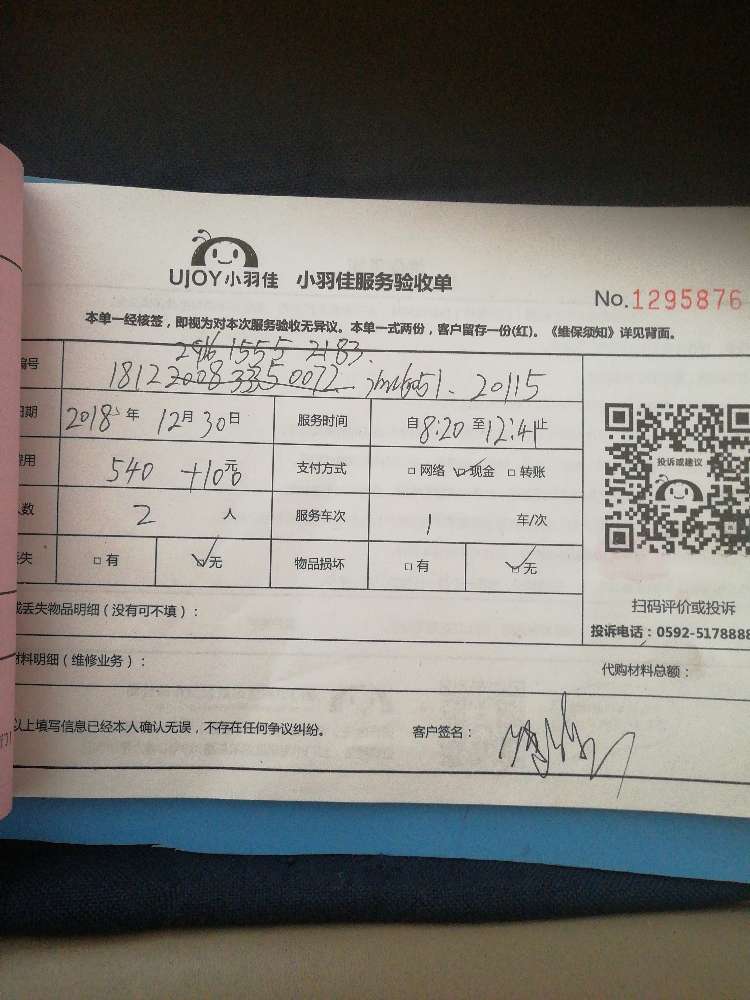 UJOY小羽佳 小羽佳服务验收单
No.1295876
本单一经核签，即视为对本次服务验收无异议。本单一式两份，客户留存一份(红)。《维保须知》详见背面。
编号 2916 1555 2183.
20115
日期 2018年 12月30日 服务时间 自8:20至12:41止
费用 540 +10元 支付方式 □网络 ☑现金 □转账
人数 2 人 服务车次 1 车/次
丢失 □有 ☑无 物品损坏 □有 ☑无
投诉或建议
或丢失物品明细（没有可不填）：
扫码评价或投诉
投诉电话：0592-5178888
材料明细（维修业务）：
代购材料总额：
以上填写信息已经本人确认无误，不存在任何争议纠纷。 客户签名：